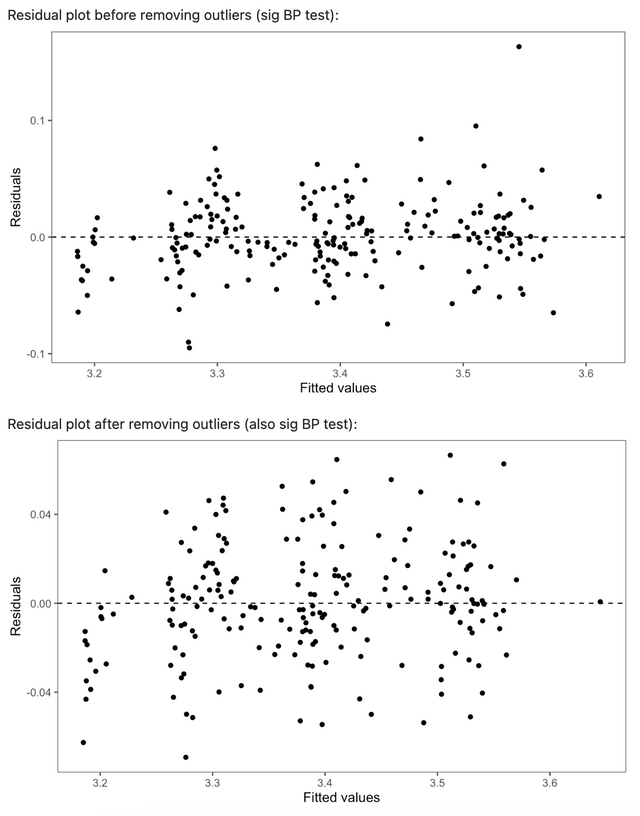 Residual plot before removing outliers (sig BP test):
0.1
0.0
-0.1
Residuals
3.2 3.3 3.4 3.5 3.6
Fitted values
Residual plot after removing outliers (also sig BP test):
0.04
0.00
-0.04
Residuals
3.2 3.3 3.4 3.5 3.6
Fitted values